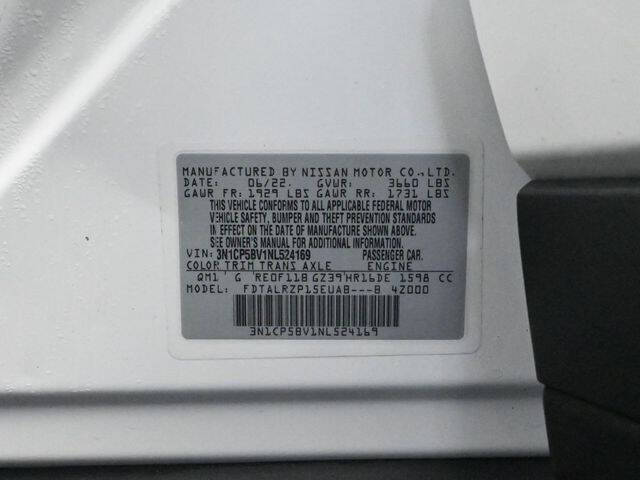 MANUFACTURED BY NISSAN MOTOR CO.,LTD.
DATE: 06/22. GVWR: 3660 LBS
GAWR FR: 1929 LBS GAWR RR: 1731 LBS
THIS VEHICLE CONFORMS TO ALL APPLICABLE FEDERAL MOTOR
VEHICLE SAFETY, BUMPER AND THEFT PREVENTION STANDARDS
IN EFFECT ON THE DATE OF MANUFACTURE SHOWN ABOVE.
SEE OWNER'S MANUAL FOR ADDITIONAL INFORMATION
VIN: 3N1CP5BV1NL524169 PASSENGER CAR.
COLOR TRIM TRANS AXLE ENGINE
QM1 G RE0F11B GZ39 HR16DE 1598 CC
MODEL: FDTALRZP15EUAB---B 4Z000
3N1CP5BV1NL524169